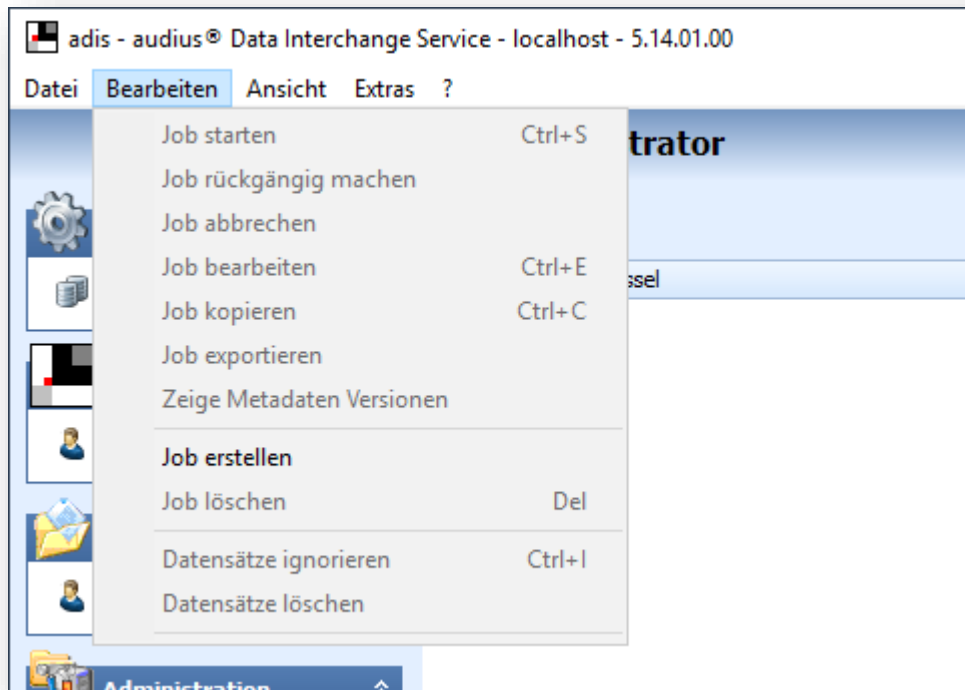 adis - audius® Data Interchange Service - localhost - 5.14.01.00
Datei Bearbeiten Ansicht Extras ?
Job starten Ctrl+S
trator
Job rückgängig machen
Job abbrechen
Job bearbeiten Ctrl+E
ssel
Job kopieren Ctrl+C
Job exportieren
Zeige Metadaten Versionen
Job erstellen
Job löschen Del
Datensätze ignorieren Ctrl+I
Datensätze löschen
Administration